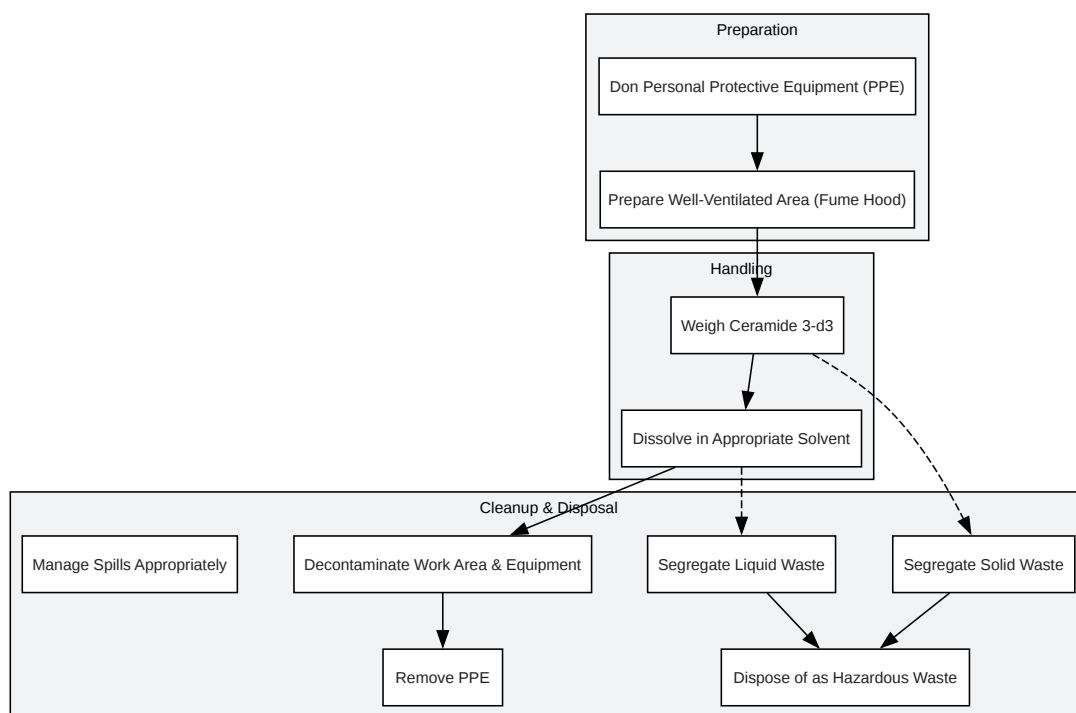 Preparation
Don Personal Protective Equipment (PPE)
Prepare Well-Ventilated Area (Fume Hood)
Handling
Weigh Ceramide 3-d3
Dissolve in Appropriate Solvent
Cleanup & Disposal
Manage Spills Appropriately
Decontaminate Work Area & Equipment
Segregate Liquid Waste
Segregate Solid Waste
Remove PPE
Dispose of as Hazardous Waste